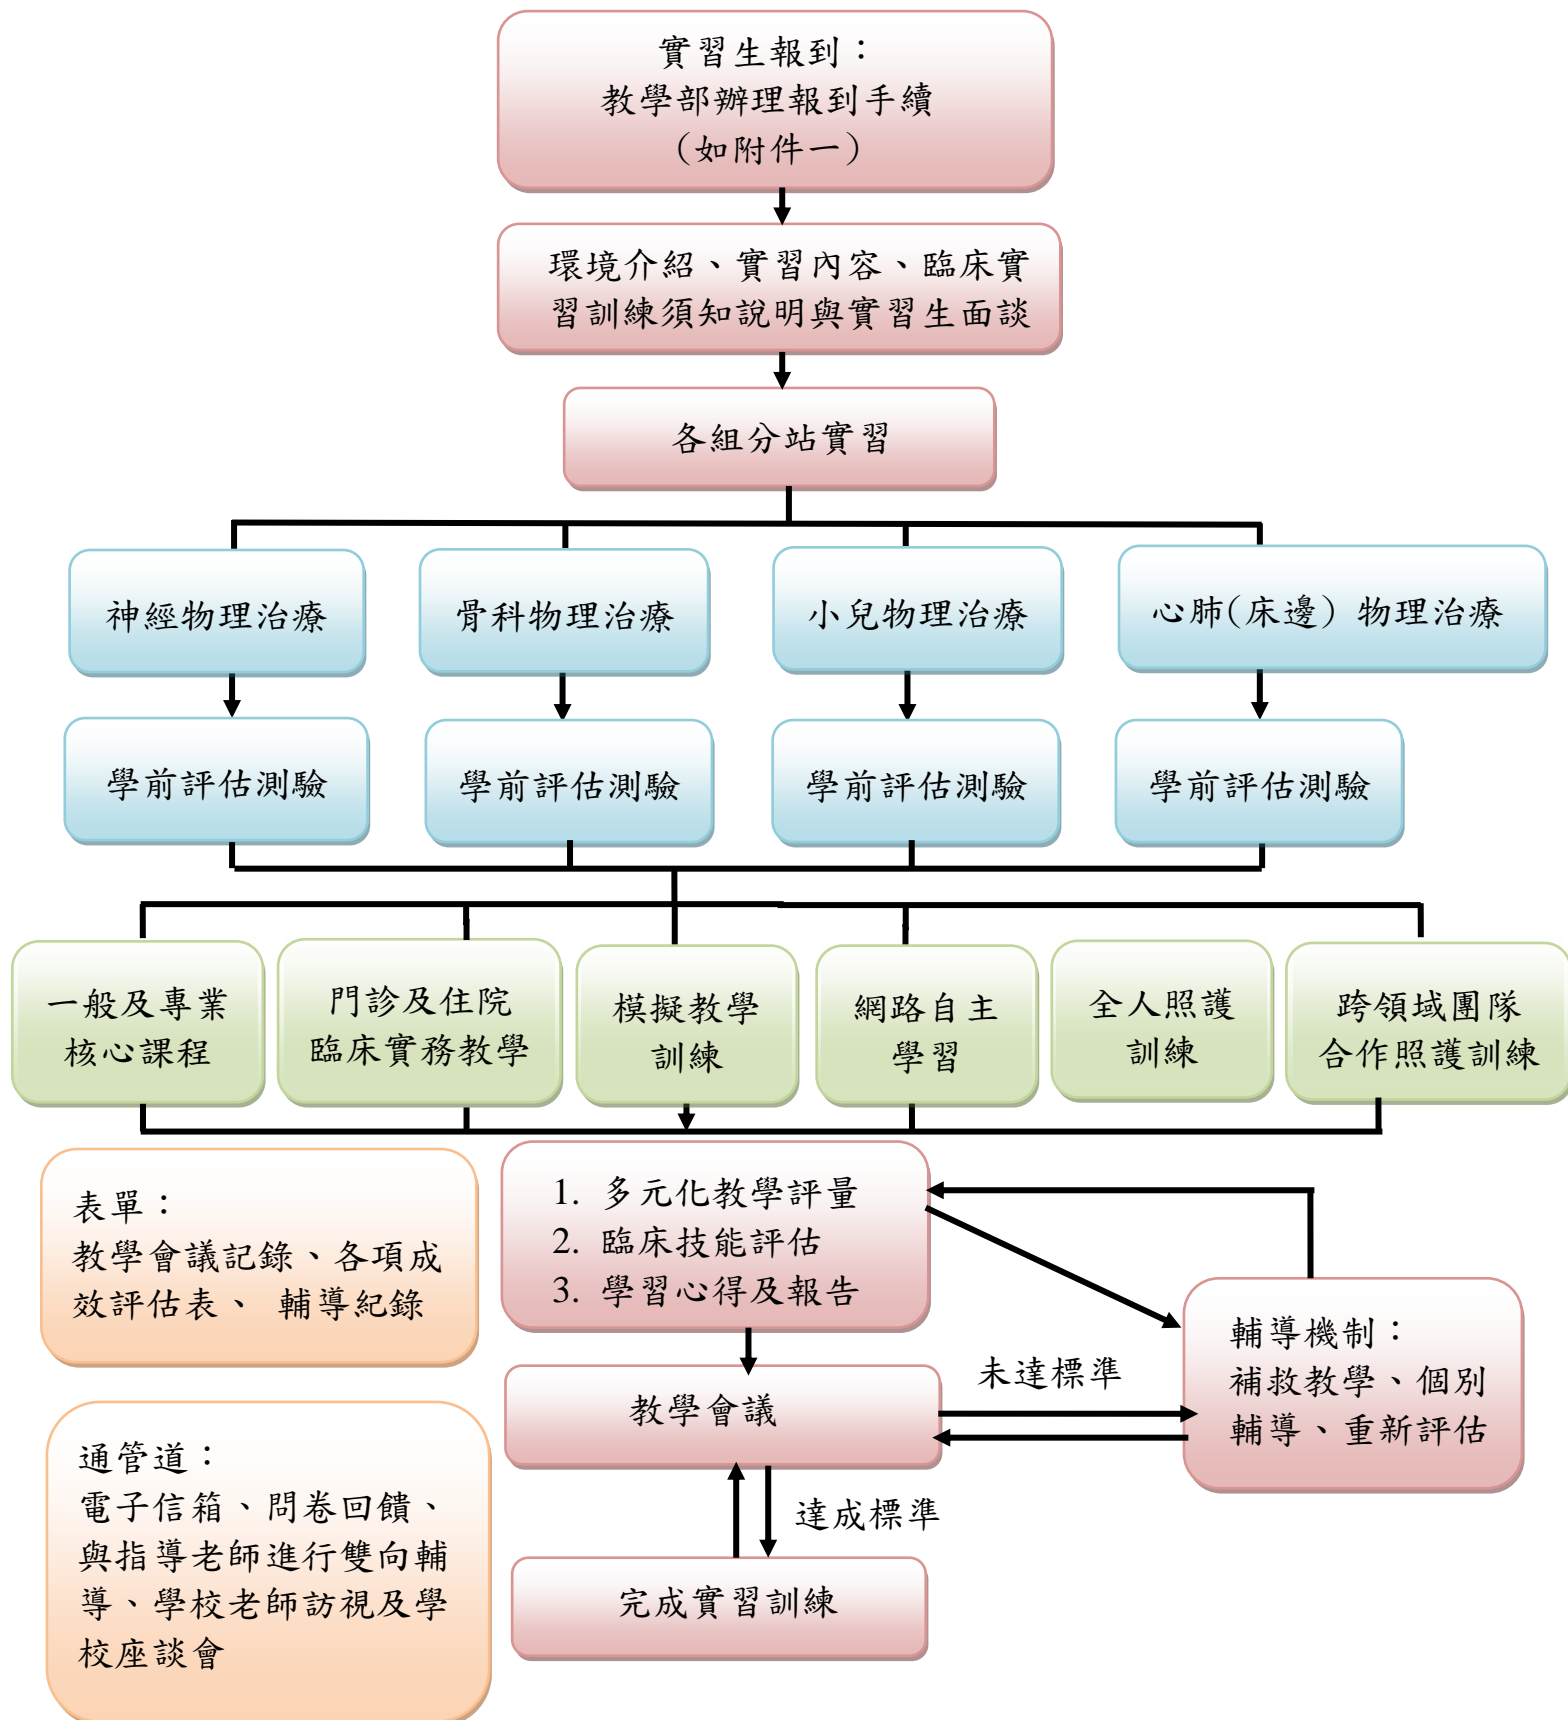 實習生報到：
教學部辦理報到手續
（如附件一）
環境介紹、實習內容、臨床實
習訓練須知說明與實習生面談
各組分站實習
神經物理治療
骨科物理治療
小兒物理治療
心肺(床邊）物理治療
學前評估測驗
學前評估測驗
學前評估測驗
學前評估測驗
一般及專業
核心課程
門診及住院
臨床實務教學
模擬教學
訓練
網路自主
學習
全人照護
訓練
跨領域團隊
合作照護訓練
表單：
教學會議記錄、各項成
效評估表、 輔導紀錄
1. 多元化教學評量
2. 臨床技能評估
3. 學習心得及報告
輔導機制：
補救教學、個別
輔導、重新評估
未達標準
教學會議
通管道：
電子信箱、問卷回饋、
與指導老師進行雙向輔
導、學校老師訪視及學
校座談會
達成標準
完成實習訓練